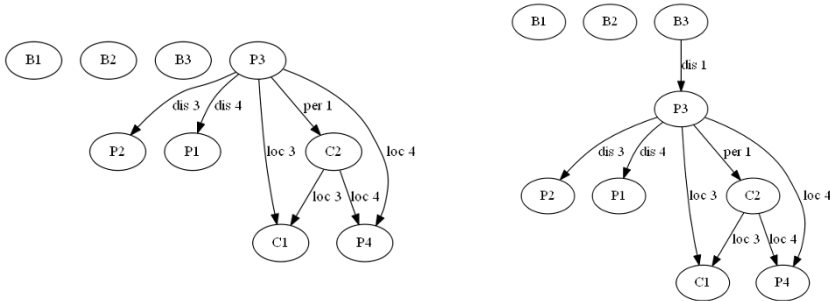 B1 B2 B3 P3
dis 3 dis 4 per 1
P2 P1 loc 3 C2 loc 4
loc 3 loc 4
C1 P4
B1 B2 B3
dis 1
P3
dis 3 dis 4 per 1
P2 P1 loc 3 C2 loc 4
loc 3 loc 4
C1 P4